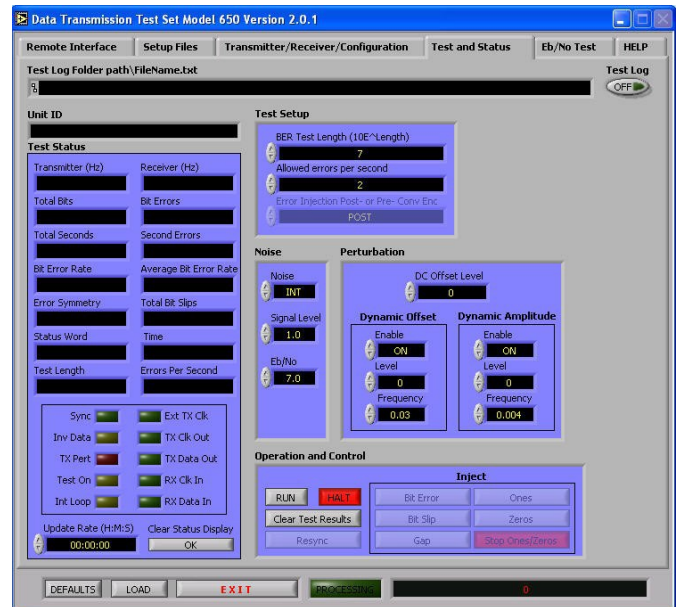 Data Transmission Test Set Model 650 Version 2.0.1
Remote Interface Setup Files Transmitter/Receiver/Configuration Test and Status Eb/No Test HELP
Test Log Folder path\FileName.txt Test Log
OFF
Unit ID Test Setup
BER Test Length (10E^Length)
7
Allowed errors per second
2
Error Injection Post- or Pre- Conv Enc
POST
Test Status
Transmitter (Hz) Receiver (Hz)
Total Bits Bit Errors
Total Seconds Second Errors
Bit Error Rate Average Bit Error Rate
Error Symmetry Total Bit Slips
Status Word Time
Test Length Errors Per Second
Sync Ext TX Clk
Inv Data TX Clk Out
TX Pert TX Data Out
Test On RX Clk In
Int Loop RX Data In
Update Rate (H:M:S) Clear Status Display
00:00:00 OK
Noise
Noise
INT
Signal Level
1.0
Eb/No
7.0
Perturbation
DC Offset Level
0
Dynamic Offset Dynamic Amplitude
Enable Enable
ON ON
Level Level
0 0
Frequency Frequency
0.03 0.004
Operation and Control
Inject
RUN HALT Bit Error Ones
Clear Test Results Bit Slip Zeros
Resync Gap Stop Ones/Zeros
DEFAULTS LOAD EXIT PROCESSING 0